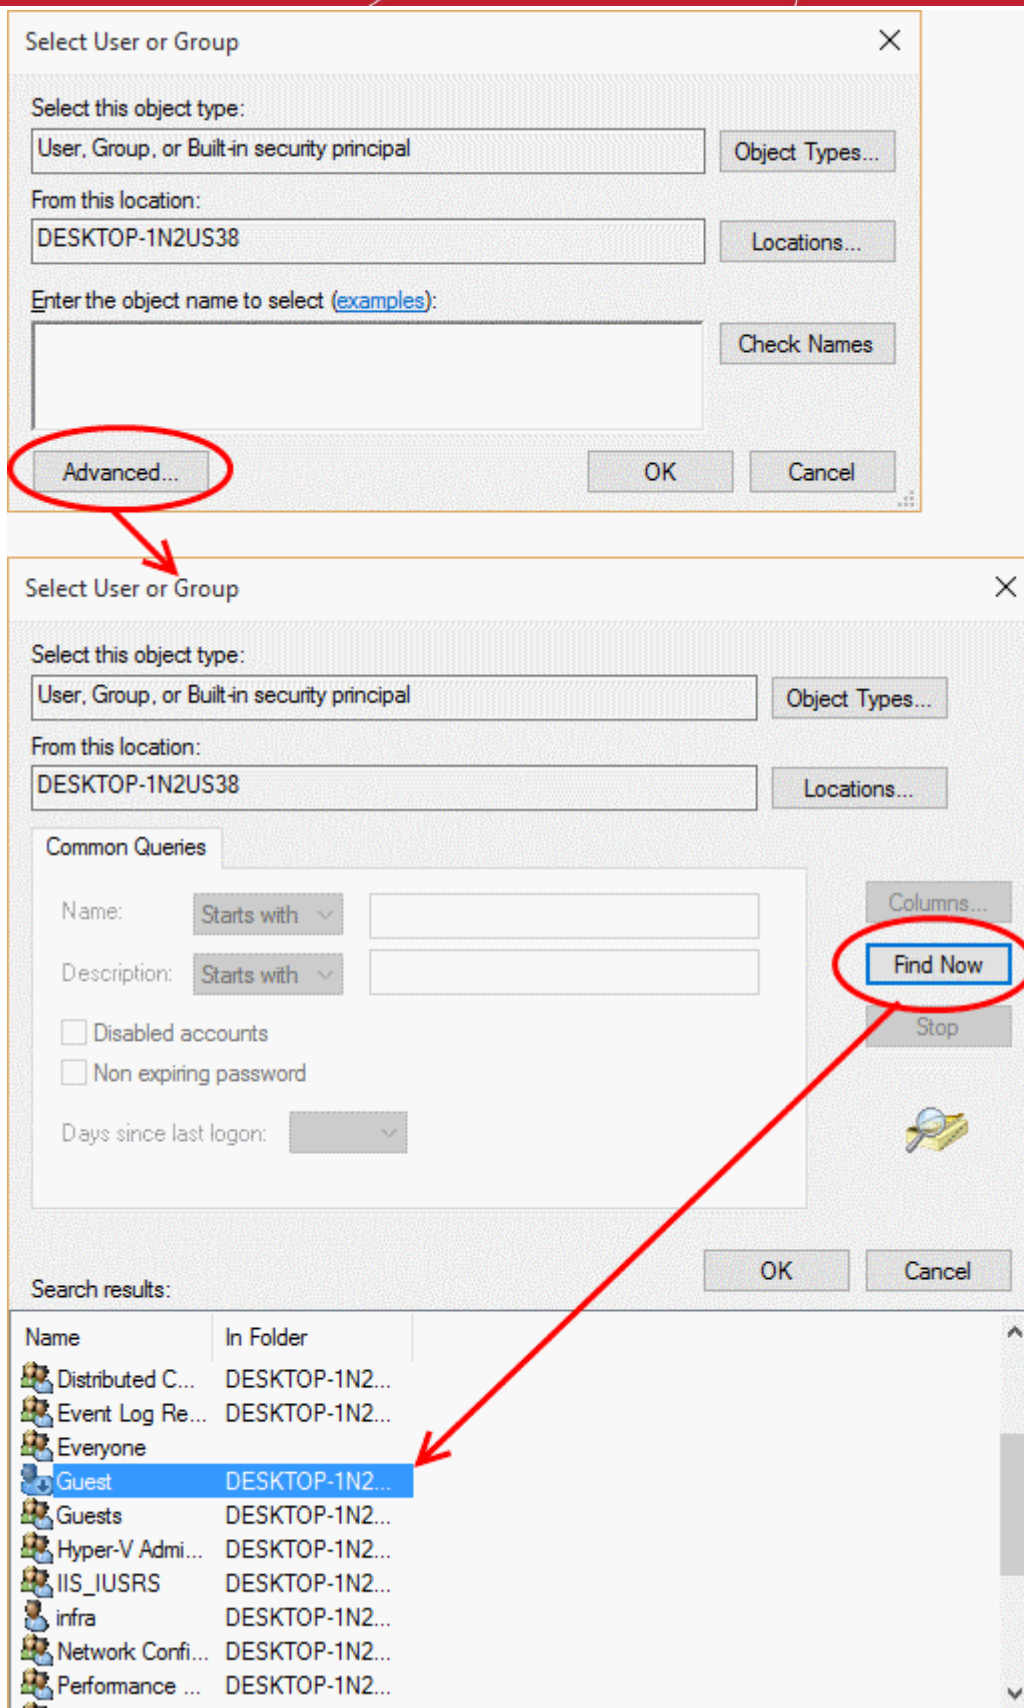 Select User or Group
Select this object type:
User, Group, or Built-in security principal
Object Types...
From this location:
DESKTOP-1N2US38
Locations...
Enter the object name to select (examples):
Check Names
Advanced...
OK
Cancel
Select User or Group
Select this object type:
User, Group, or Built-in security principal
Object Types...
From this location:
DESKTOP-1N2US38
Locations...
Common Queries
Name:
Starts with
Columns...
Description:
Starts with
Find Now
Disabled accounts
Stop
Non expiring password
Days since last logon:
OK
Cancel
Search results:
Name In Folder
Distributed C... DESKTOP-1N2...
Event Log Re... DESKTOP-1N2...
Everyone
Guest DESKTOP-1N2...
Guests DESKTOP-1N2...
Hyper-V Admi... DESKTOP-1N2...
IIS_IUSRS DESKTOP-1N2...
infra DESKTOP-1N2...
Network Confi... DESKTOP-1N2...
Performance ... DESKTOP-1N2...